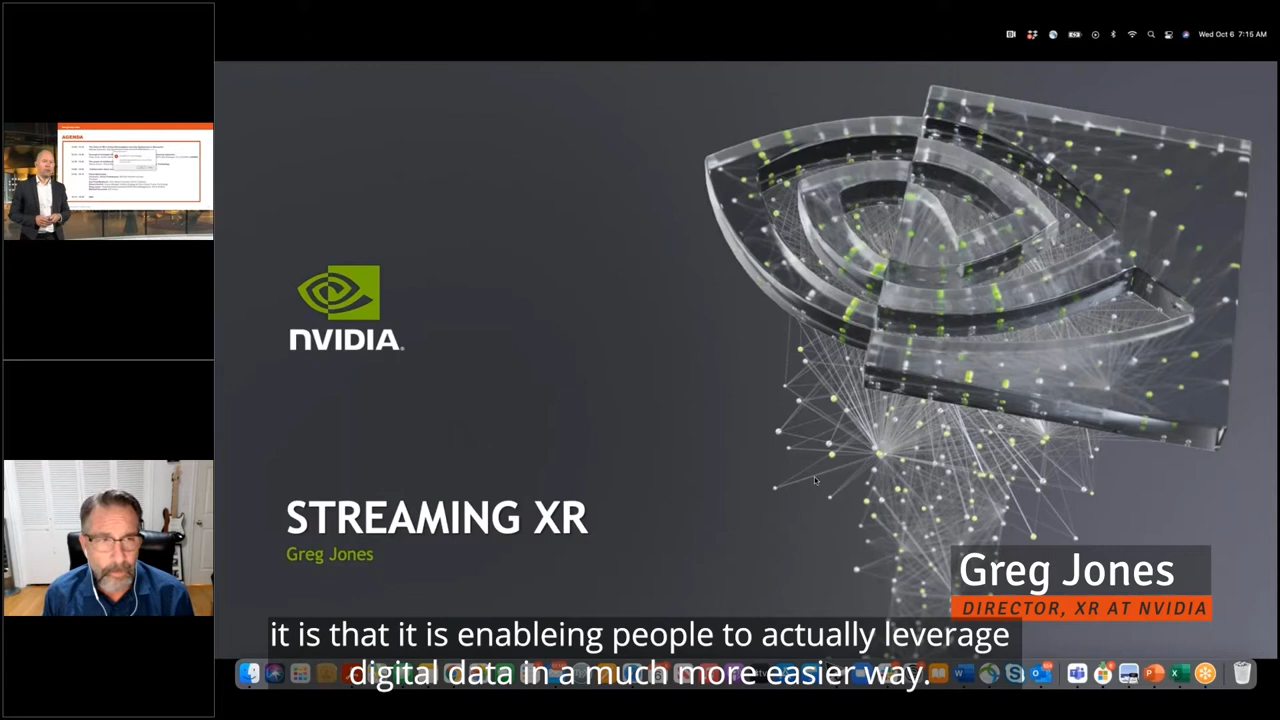 Wed Oct 6 7:15 AM
AGENDA
NVIDIA.
STREAMING XR
Greg Jones
Greg Jones
DIRECTOR, XR AT NVIDIA
it is that it is enableing people to actually leverage
digital data in a much more easier way.